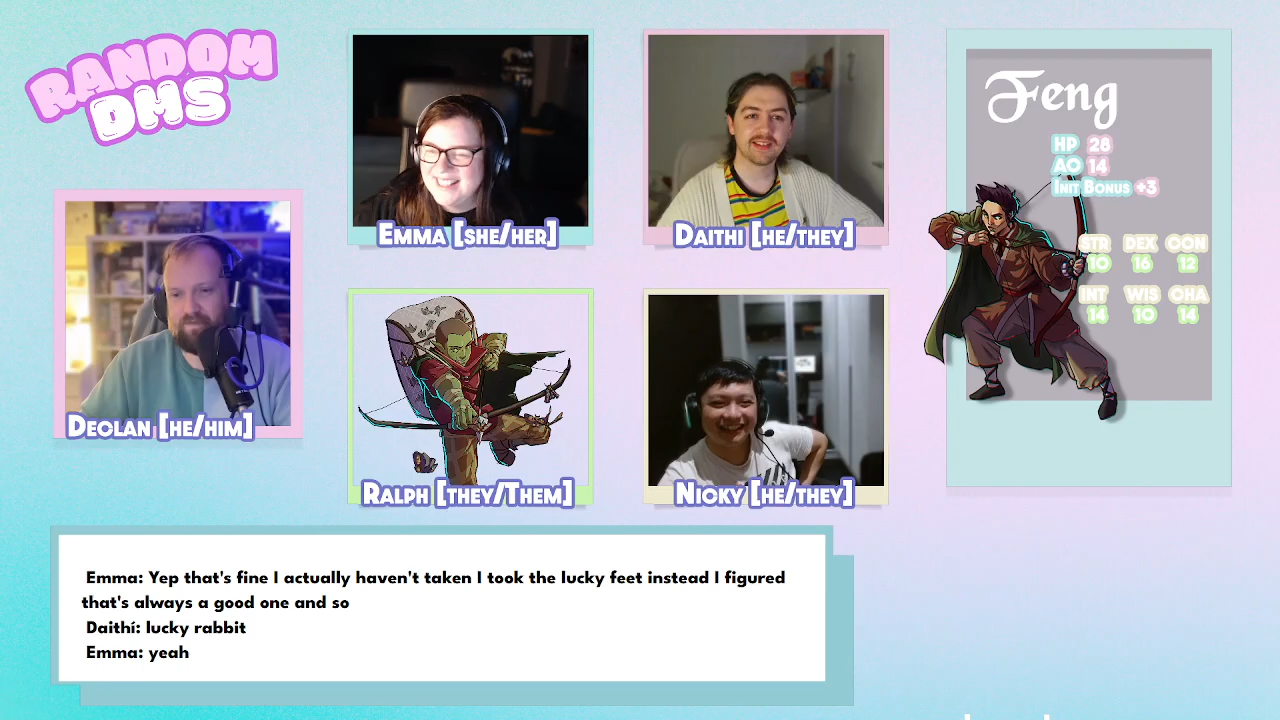 RANDOM
DMS
EMMA [SHE/HER]
DAITHI [HE/THEY]
DECLAN [HE/HIM]
RALPH [THEY/THEM]
NICKY [HE/THEY]
Feng
HP 28
AC 14
INIT BONUS +3
STR DEX CON
10 16 12
INT WIS CHA
14 10 14
Emma: Yep that's fine I actually haven't taken I took the lucky feet instead I figured
that's always a good one and so
Daithí: lucky rabbit
Emma: yeah